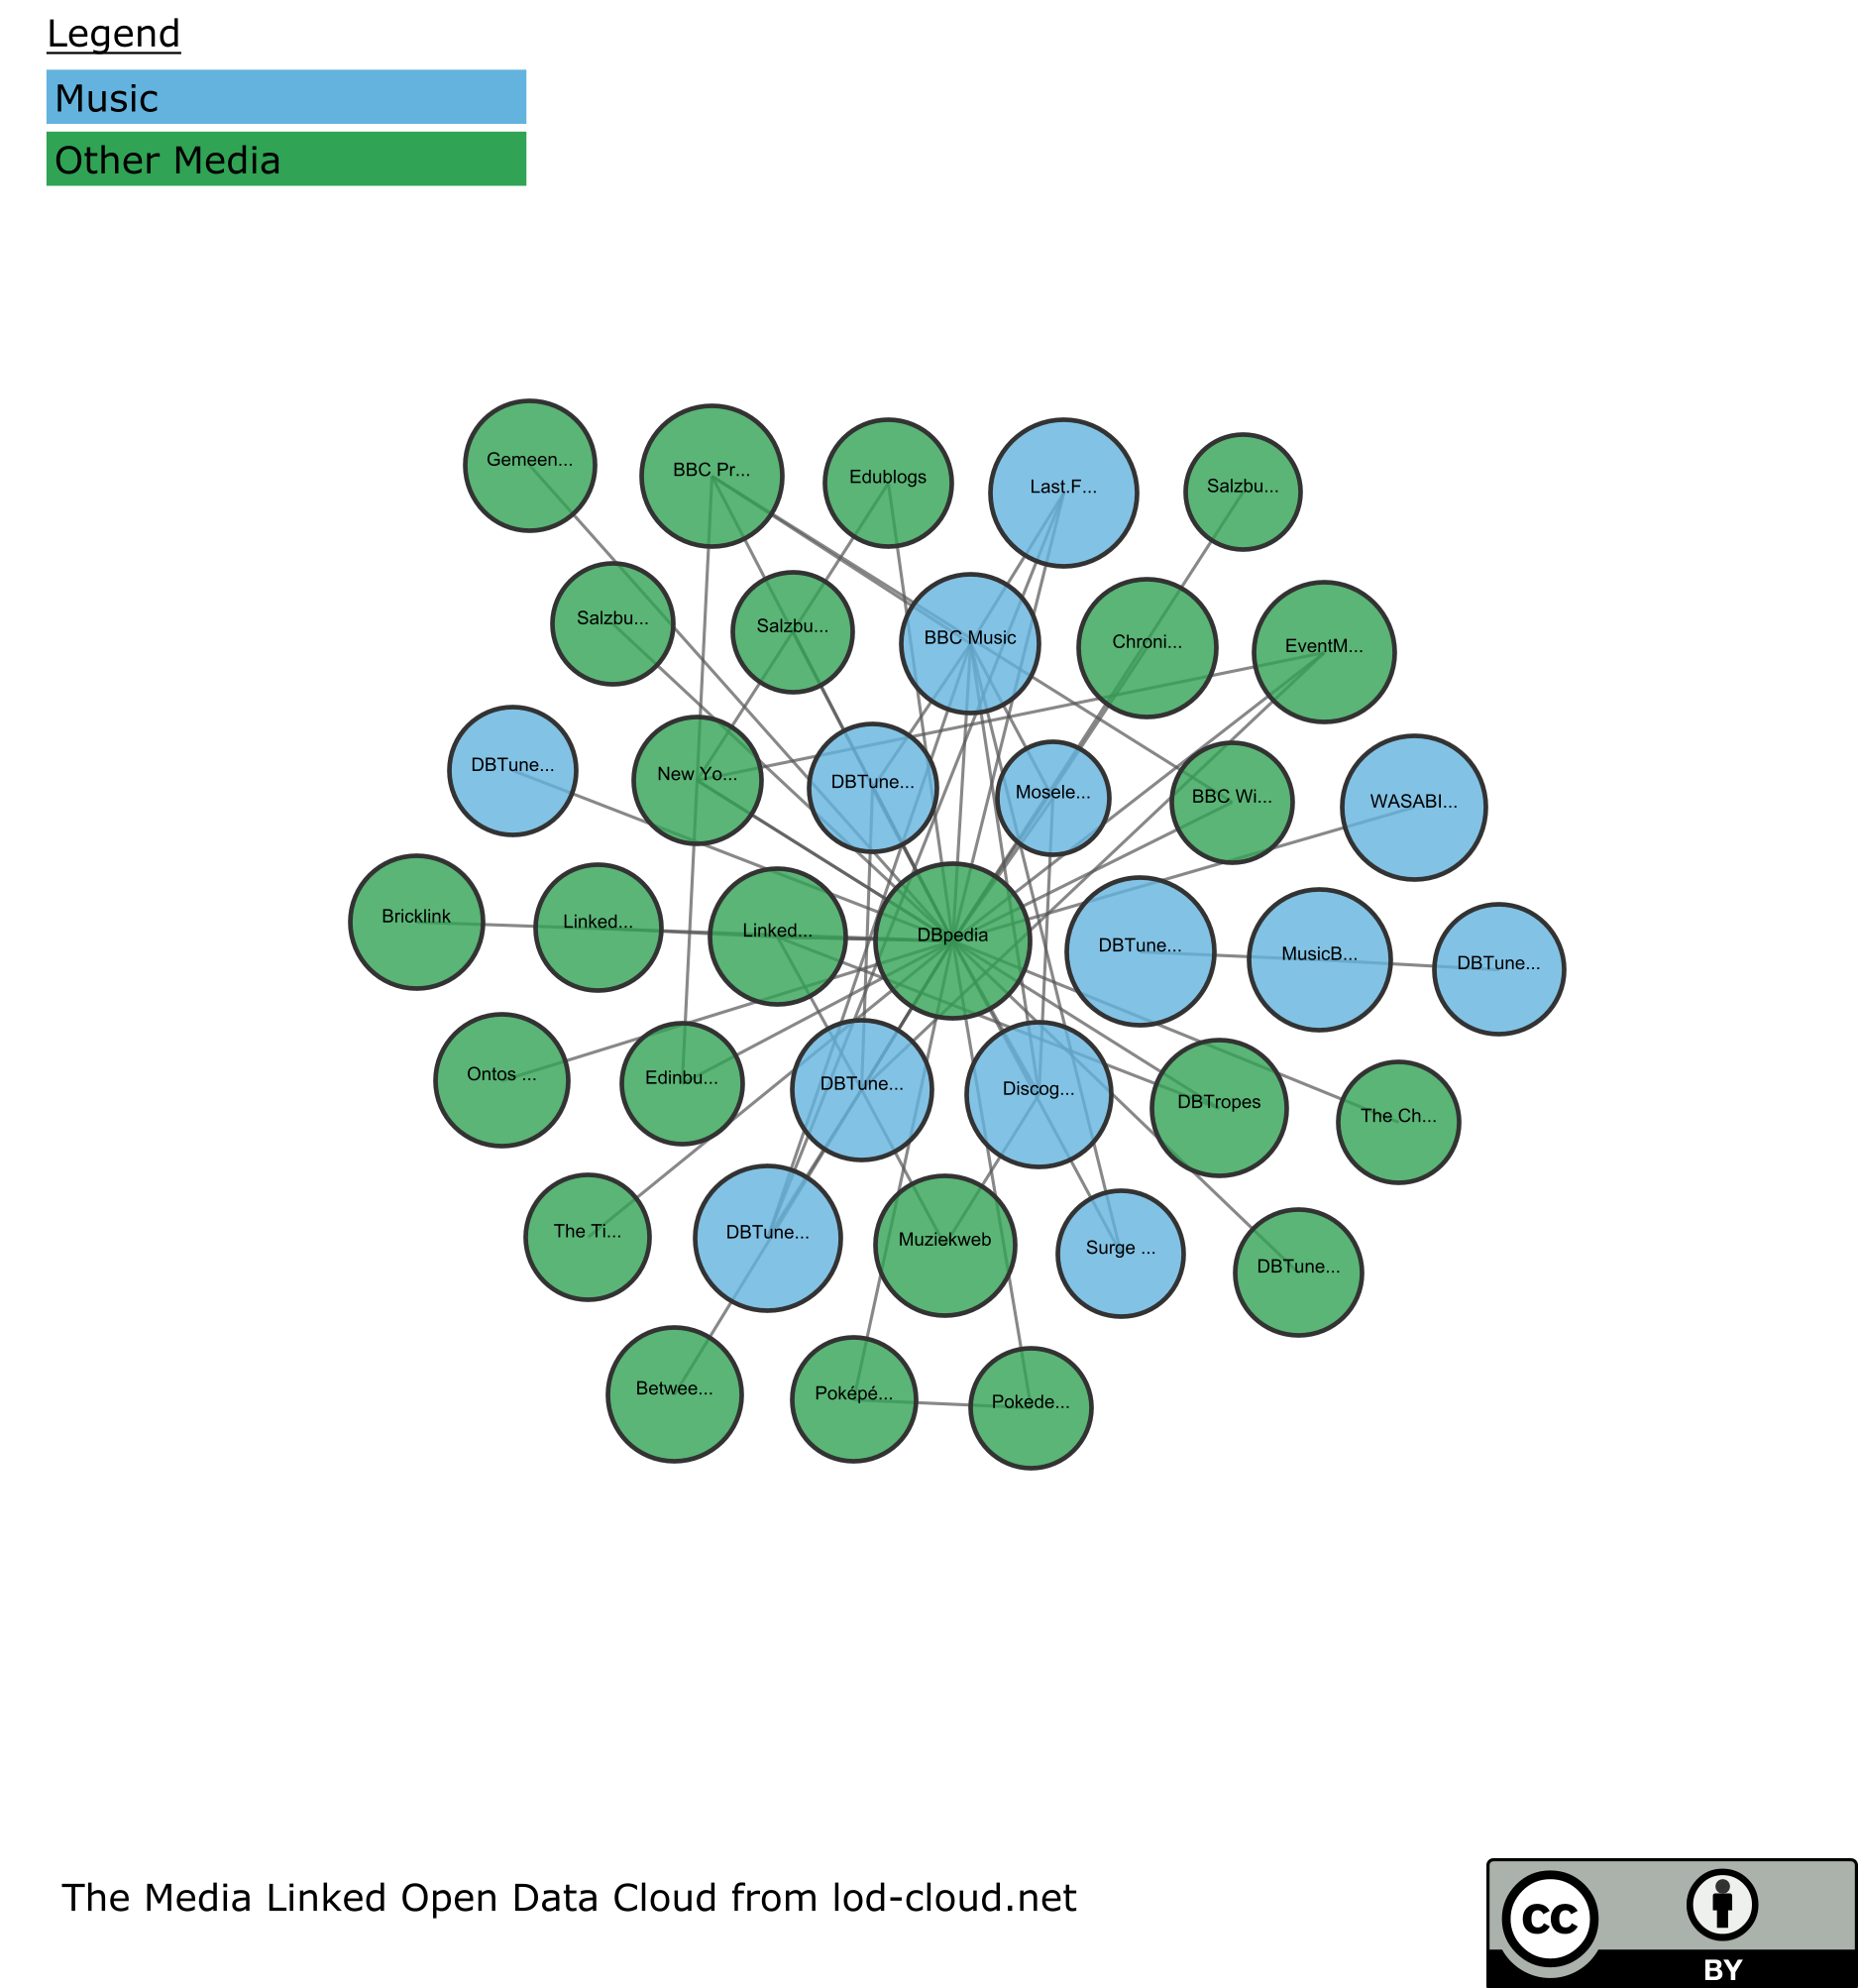 Legend
Music
Other Media
Gemeen...
BBC Pr...
Edublogs
Last.F...
Salzbu...
Salzbu...
Salzbu...
BBC Music
Chroni...
EventM...
DBTune...
New Yo...
DBTune...
Mosele...
BBC Wi...
WASABI...
Bricklink
Linked...
Linked...
DBpedia
DBTune...
MusicB...
DBTune...
Ontos ...
Edinbu...
DBTune...
Discog...
DBTropes
The Ch...
The Ti...
DBTune...
Muziekweb
Surge ...
DBTune...
Betwee...
Poképé...
Pokede...
The Media Linked Open Data Cloud from lod-cloud.net
cc
BY